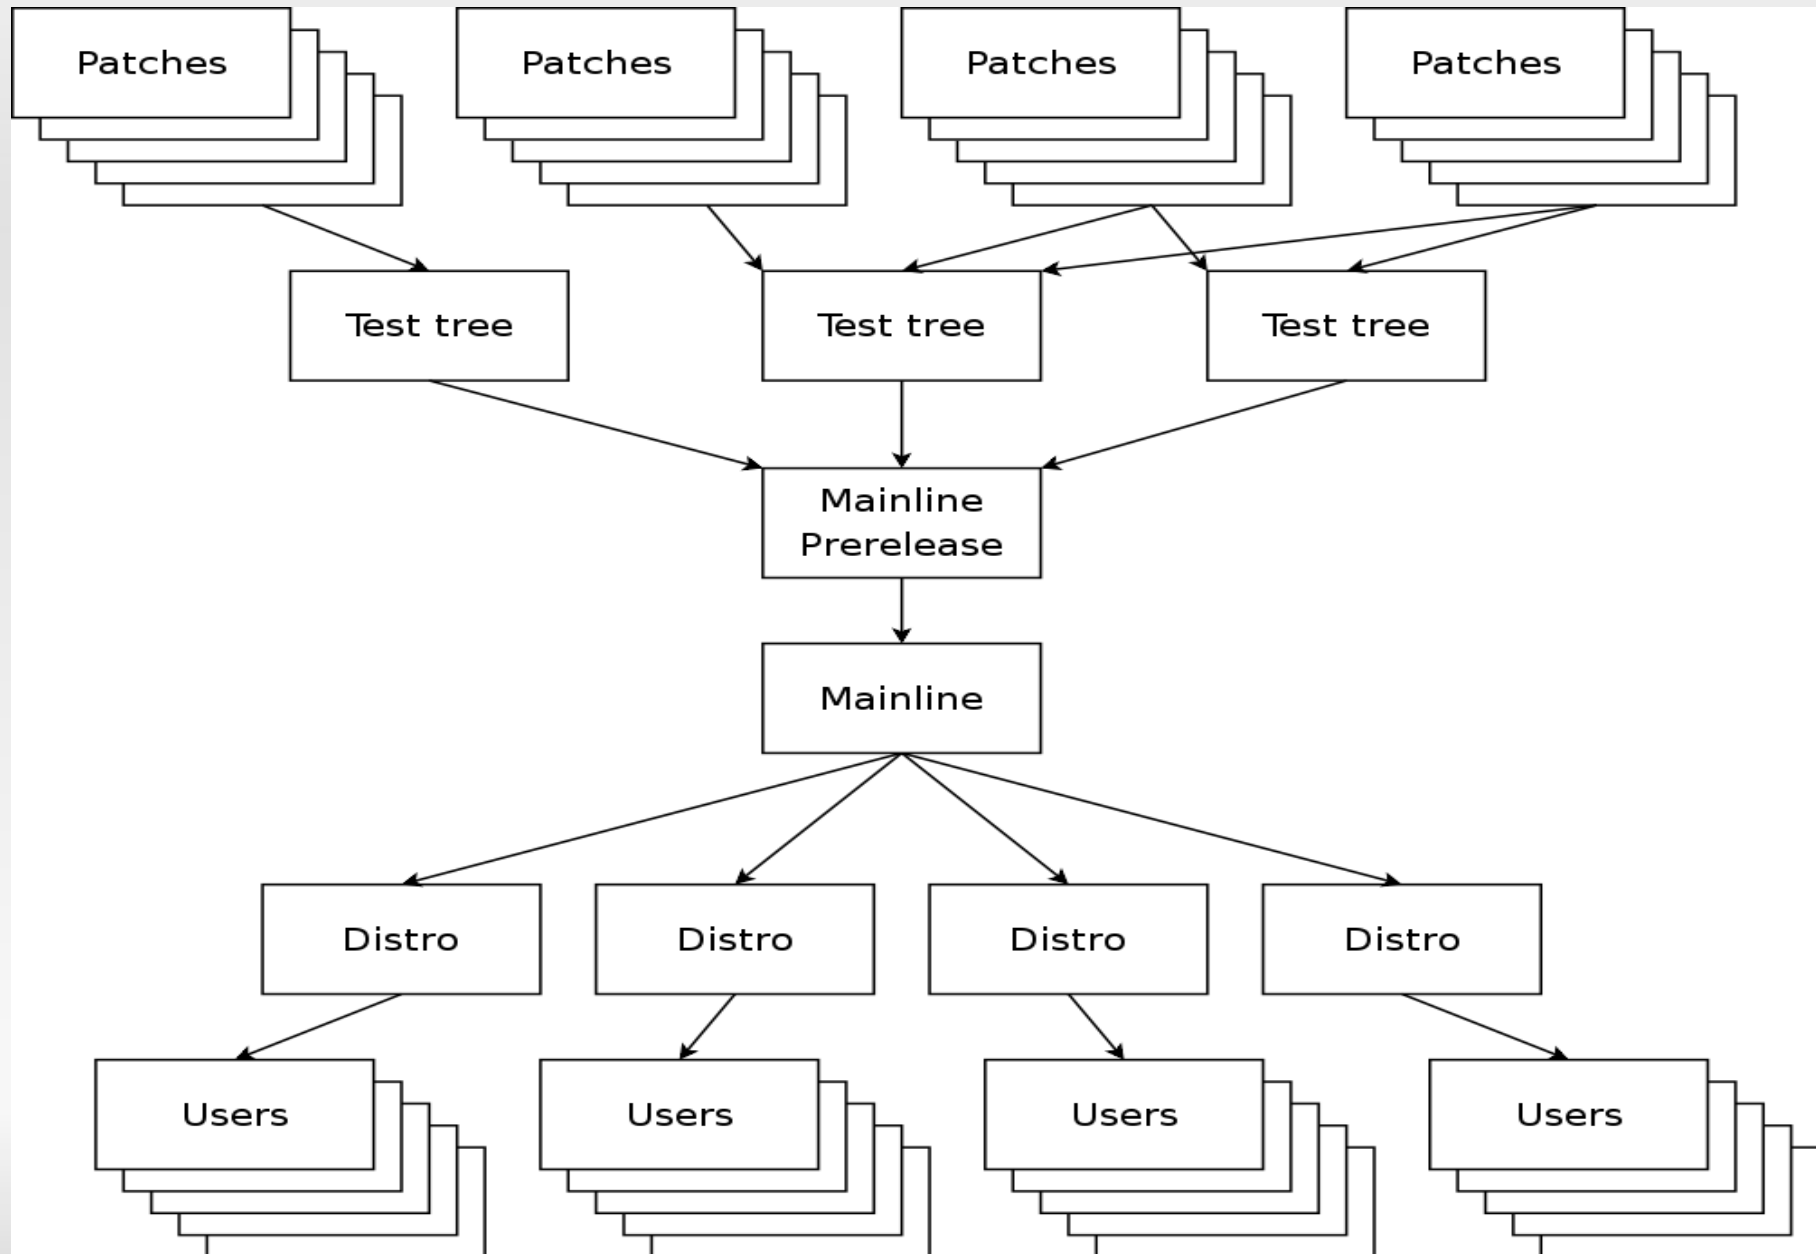 Patches
Patches
Patches
Patches
Test tree
Test tree
Test tree
Mainline
Prerelease
Mainline
Distro
Distro
Distro
Distro
Users
Users
Users
Users